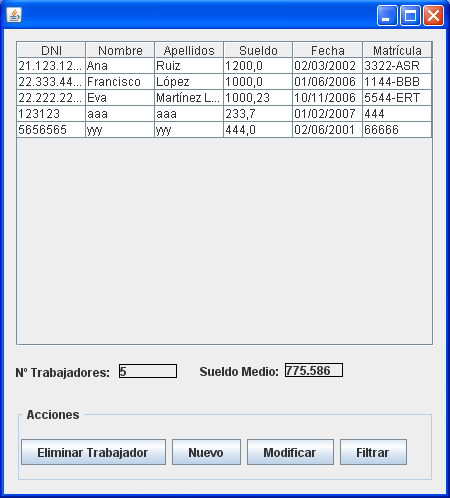 DNI Nombre Apellidos Sueldo Fecha Matrícula
21.123.12... Ana Ruiz 1200,0 02/03/2002 3322-ASR
22.333.44... Francisco López 1000,0 01/06/2006 1144-BBB
22.222.22... Eva Martínez L... 1000,23 10/11/2006 5544-ERT
123123 aaa aaa 233,7 01/02/2007 444
5656565 yyy yyy 444,0 02/06/2001 66666
Nº Trabajadores: 5 Sueldo Medio: 775.586
Acciones
Eliminar Trabajador Nuevo Modificar Filtrar